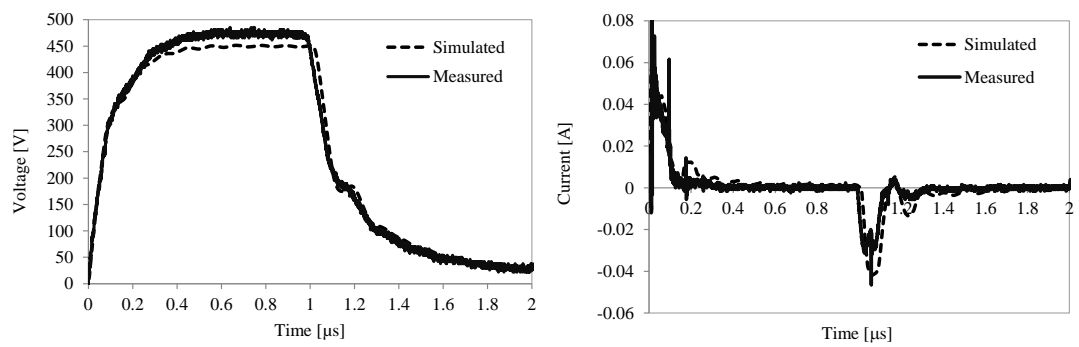 500
450
400
350
300
250
200
150
100
50
0
Voltage [V]
Simulated
Measured
0 0.2 0.4 0.6 0.8 1 1.2 1.4 1.6 1.8 2
Time [µs]
0.08
0.06
0.04
0.02
0
-0.02
-0.04
-0.06
Current [A]
Simulated
Measured
0 0.2 0.4 0.6 0.8 1 1.2 1.4 1.6 1.8 2
Time [µs]